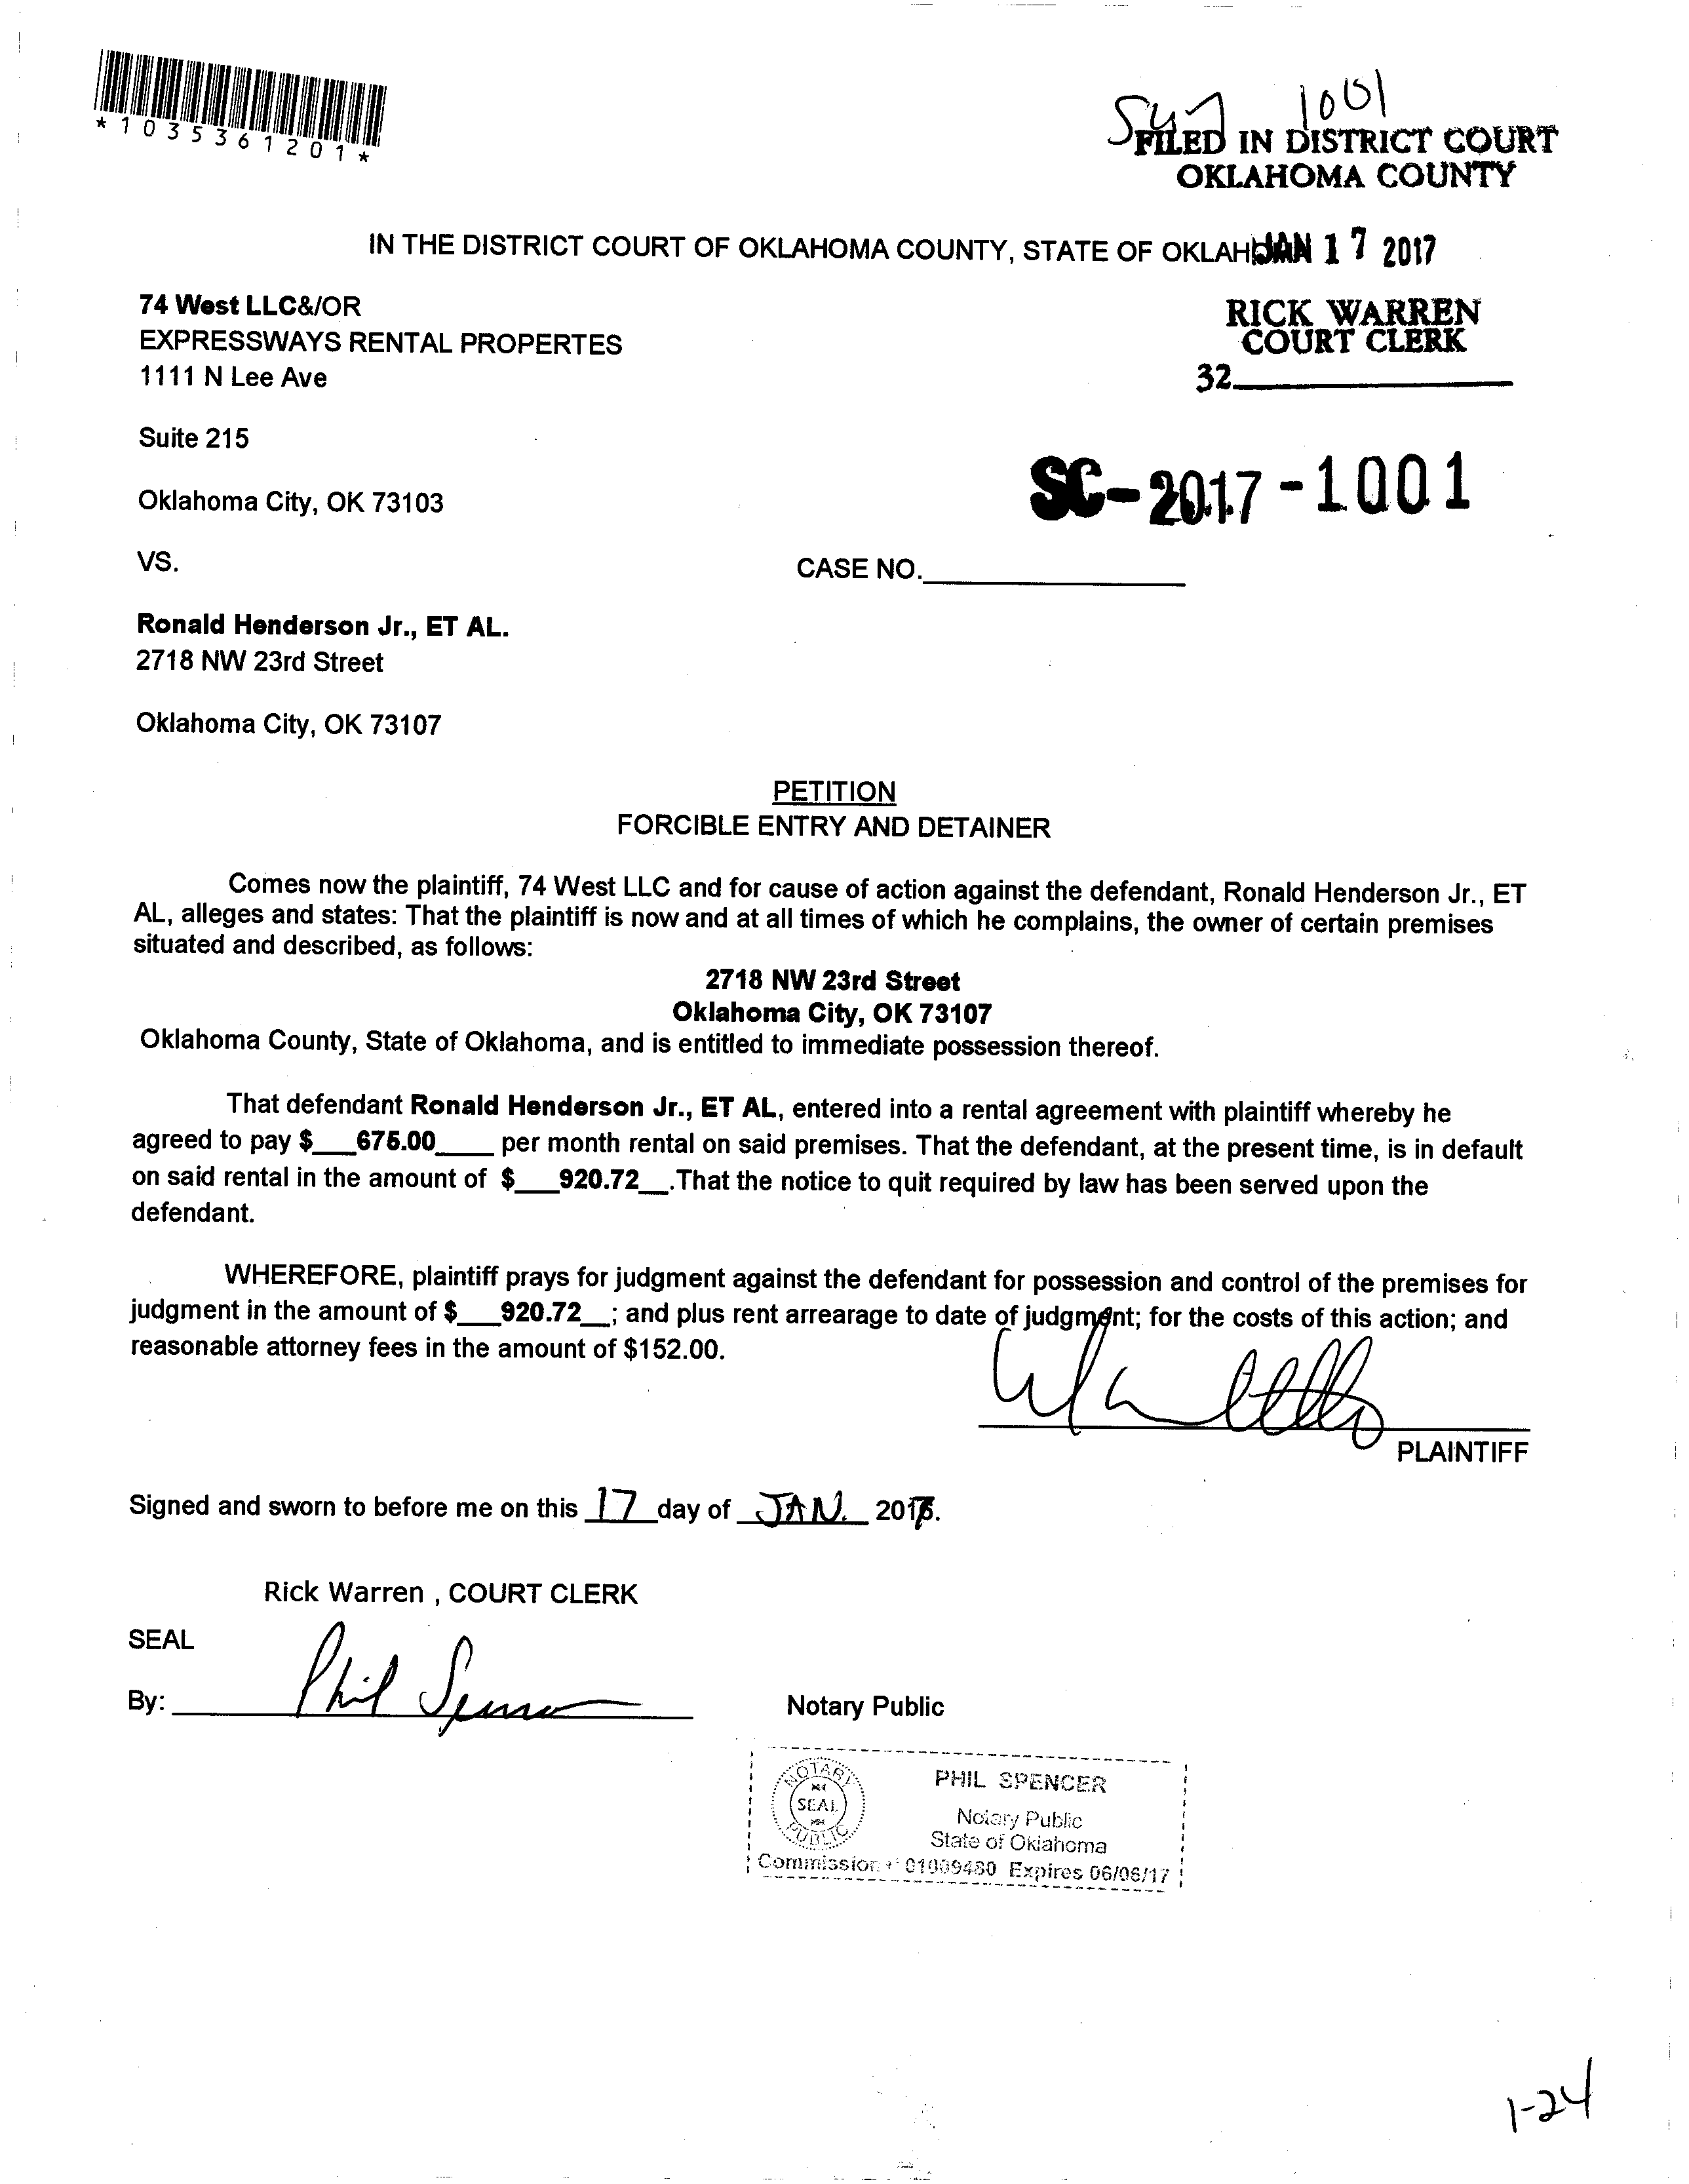 *1035361201*
1001
FILED IN DISTRICT COURT
OKLAHOMA COUNTY
IN THE DISTRICT COURT OF OKLAHOMA COUNTY, STATE OF OKLAH
JAN 17 2017
74 West LLC&/OR
RICK WARREN
EXPRESSWAYS RENTAL PROPERTES
COURT CLERK
1111 N Lee Ave
32
Suite 215
SC-2017-1001
Oklahoma City, OK 73103
VS.
CASE NO.
Ronald Henderson Jr., ET AL.
2718 NW 23rd Street
Oklahoma City, OK 73107
PETITION
FORCIBLE ENTRY AND DETAINER
Comes now the plaintiff, 74 West LLC and for cause of action against the defendant, Ronald Henderson Jr., ET
AL, alleges and states: That the plaintiff is now and at all times of which he complains, the owner of certain premises
situated and described, as follows:
2718 NW 23rd Street
Oklahoma City, OK 73107
Oklahoma County, State of Oklahoma, and is entitled to immediate possession thereof.
That defendant Ronald Henderson Jr., ET AL, entered into a rental agreement with plaintiff whereby he
agreed to pay $___675.00____ per month rental on said premises. That the defendant, at the present time, is in default
on said rental in the amount of $___920.72__.That the notice to quit required by law has been served upon the
defendant.
WHEREFORE, plaintiff prays for judgment against the defendant for possession and control of the premises for
judgment in the amount of $___920.72__; and plus rent arrearage to date of judgment; for the costs of this action; and
reasonable attorney fees in the amount of $152.00.
PLAINTIFF
Signed and sworn to before me on this 17 day of JAN. 2017.
Rick Warren , COURT CLERK
SEAL
By: Phil Spencer
Notary Public
NOTARY SEAL PUBLIC
PHIL SPENCER
Notary Public
State of Oklahoma
Commission # 01009480 Expires 06/06/17
1-24